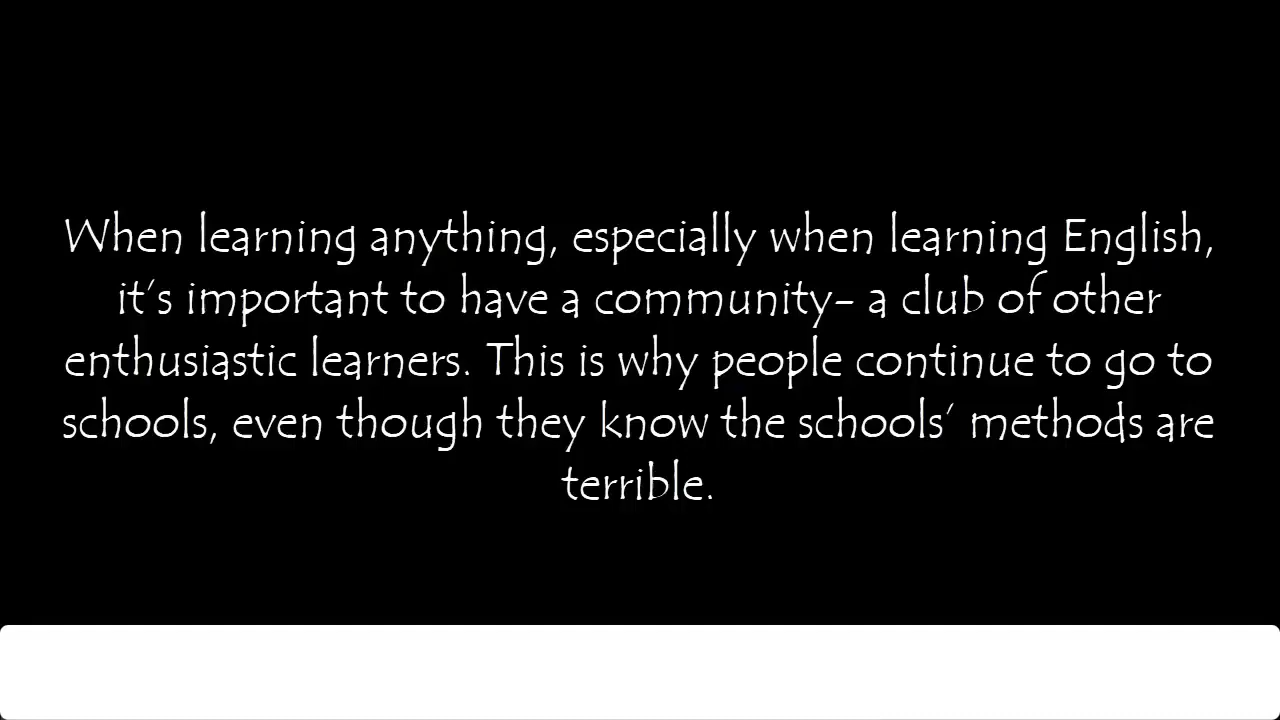 When learning anything, especially when learning English,
it's important to have a community- a club of other
enthusiastic learners. This is why people continue to go to
schools, even though they know the schools' methods are
terrible.